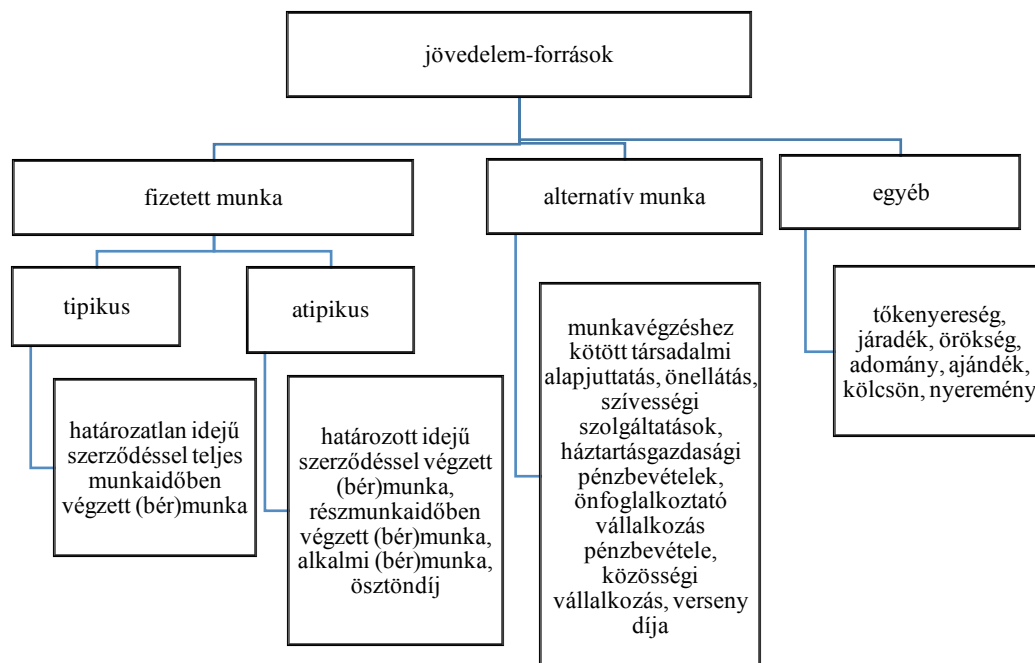 jövedelem-források
fizetett munka
alternatív munka
egyéb
tipikus
atipikus
határozatlan idejű
szerződéssel teljes
munkaidőben
végzett (bér)munka
határozott idejű
szerződéssel végzett
(bér)munka,
részmunkaidőben
végzett (bér)munka,
alkalmi (bér)munka,
ösztöndíj
munkavégzéshez
kötött társadalmi
alapjuttatás, önellátás,
szívességi
szolgáltatások,
háztartásgazdasági
pénzbevételek,
önfoglalkoztató
vállalkozás
pénzbevétele,
közösségi
vállalkozás, verseny
díja
tőkenyereség,
járadék, örökség,
adomány, ajándék,
kölcsön, nyeremény